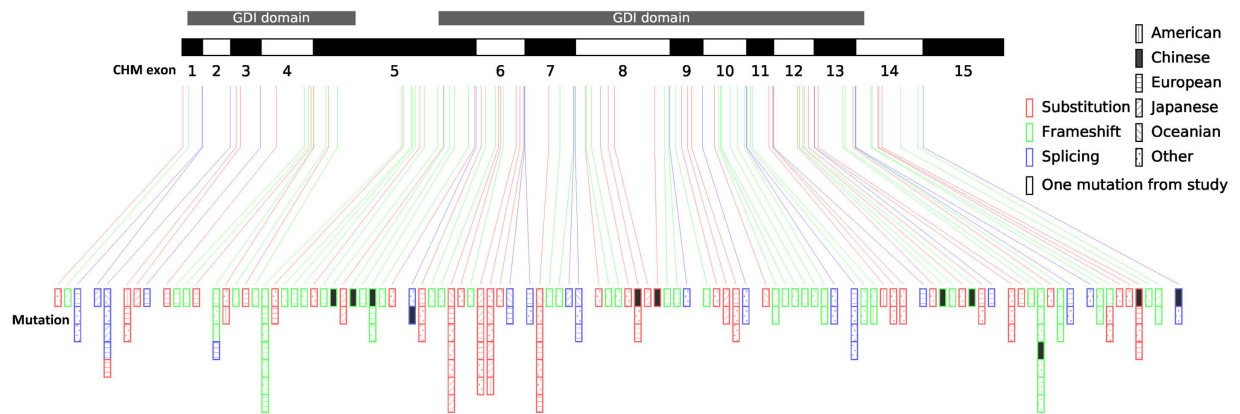 GDI domain GDI domain
CHM exon 1 2 3 4 5 6 7 8 9 10 11 12 13 14 15
American
Chinese
European
Substitution Japanese
Frameshift Oceanian
Splicing Other
One mutation from study
Mutation